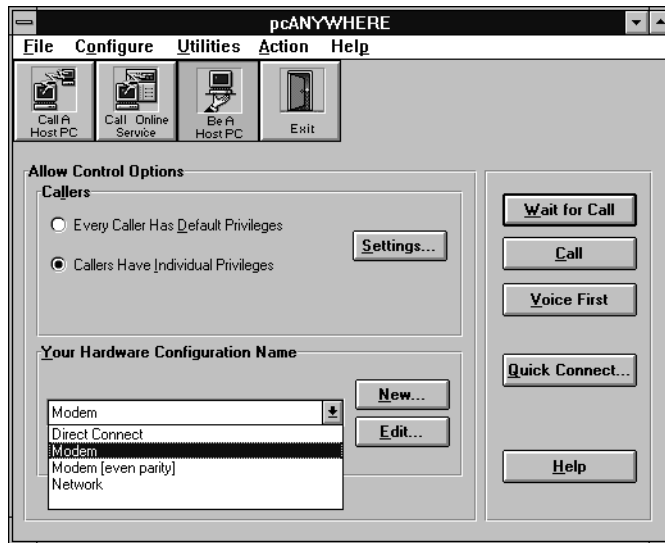 pcANYWHERE
File Configure Utilities Action Help
Call A
Host PC
Call Online
Service
Be A
Host PC
Exit
Allow Control Options
Callers
Every Caller Has Default Privileges
Callers Have Individual Privileges
Settings...
Your Hardware Configuration Name
Modem
Direct Connect
Modem
Modem [even parity]
Network
New...
Edit...
Wait for Call
Call
Voice First
Quick Connect...
Help